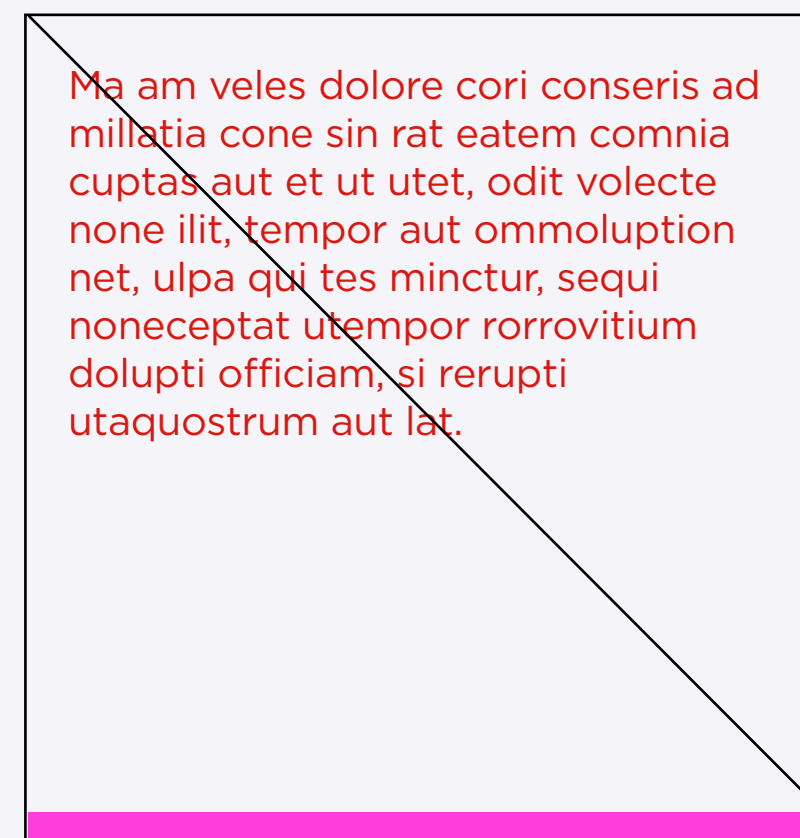 Ma am veles dolore cori conseris ad
millatia cone sin rat eatem comnia
cuptas aut et ut utet, odit volecte
none ilit, tempor aut ommoluption
net, ulpa qui tes minctur, sequi
noneceptat utempor rorrovitium
dolupti officiam, si rerupti
utaquostrum aut lat.